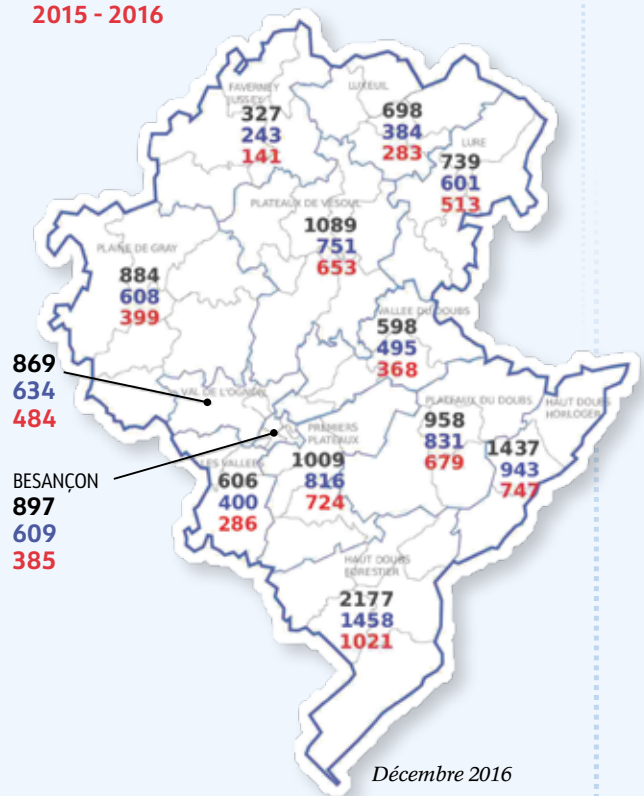 2015 - 2016
FAVERNEY
JUSSEY
327
243
141
LUXEUIL
698
384
283
LURE
739
601
513
PLATEAUX DE VESOUL
1089
751
653
PLAINE DE GRAY
884
608
399
VALLEE DU DOUBS
598
495
368
869
634
484
VAL DE L'OGNON
PLATEAUX DU DOUBS
958
831
679
HAUT DOUBS
HORLOGER
1437
943
747
PREMIERS
PLATEAUX
1009
816
724
LES VALLEES
606
400
286
BESANÇON
897
609
385
HAUT DOUBS
FORESTIER
2177
1458
1021
Décembre 2016